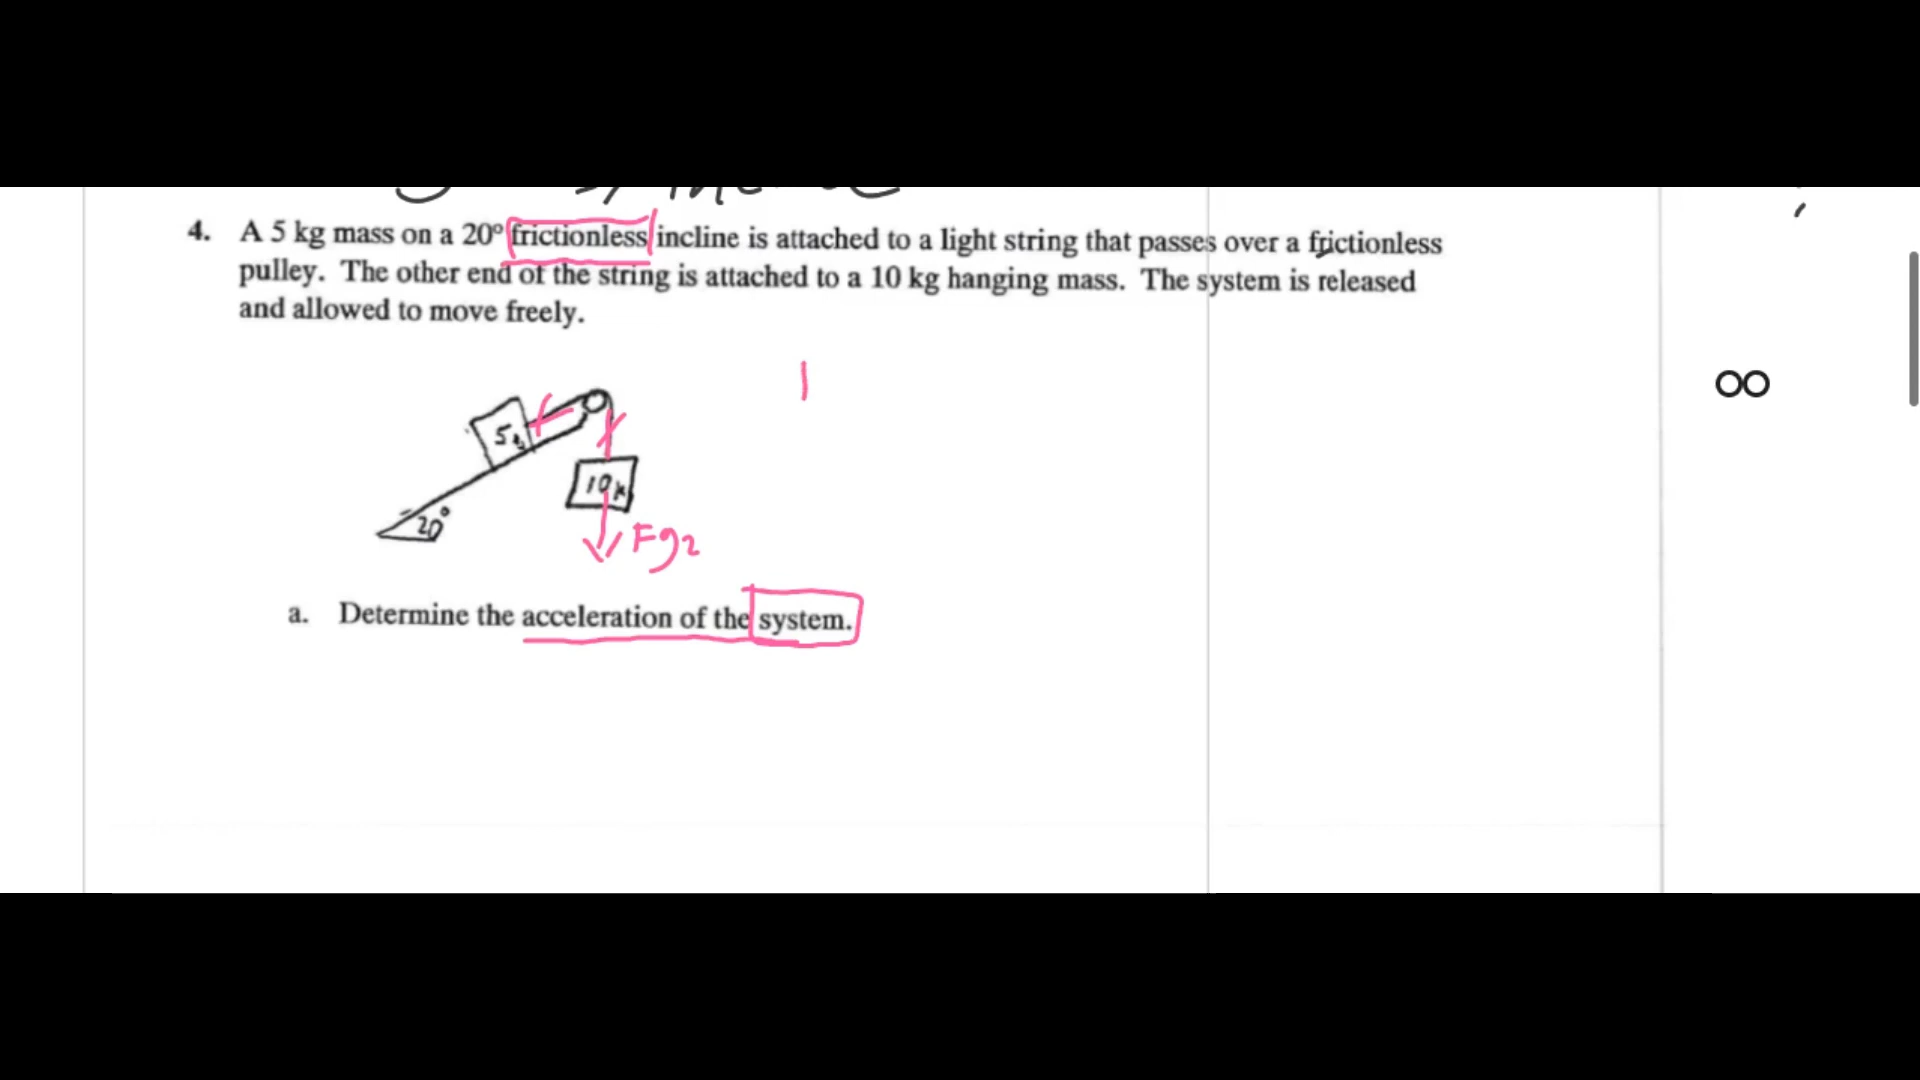 4. A 5 kg mass on a 20° frictionless incline is attached to a light string that passes over a frictionless
pulley. The other end of the string is attached to a 10 kg hanging mass. The system is released
and allowed to move freely.
5k
10k
20°
Fg2
a. Determine the acceleration of the system.